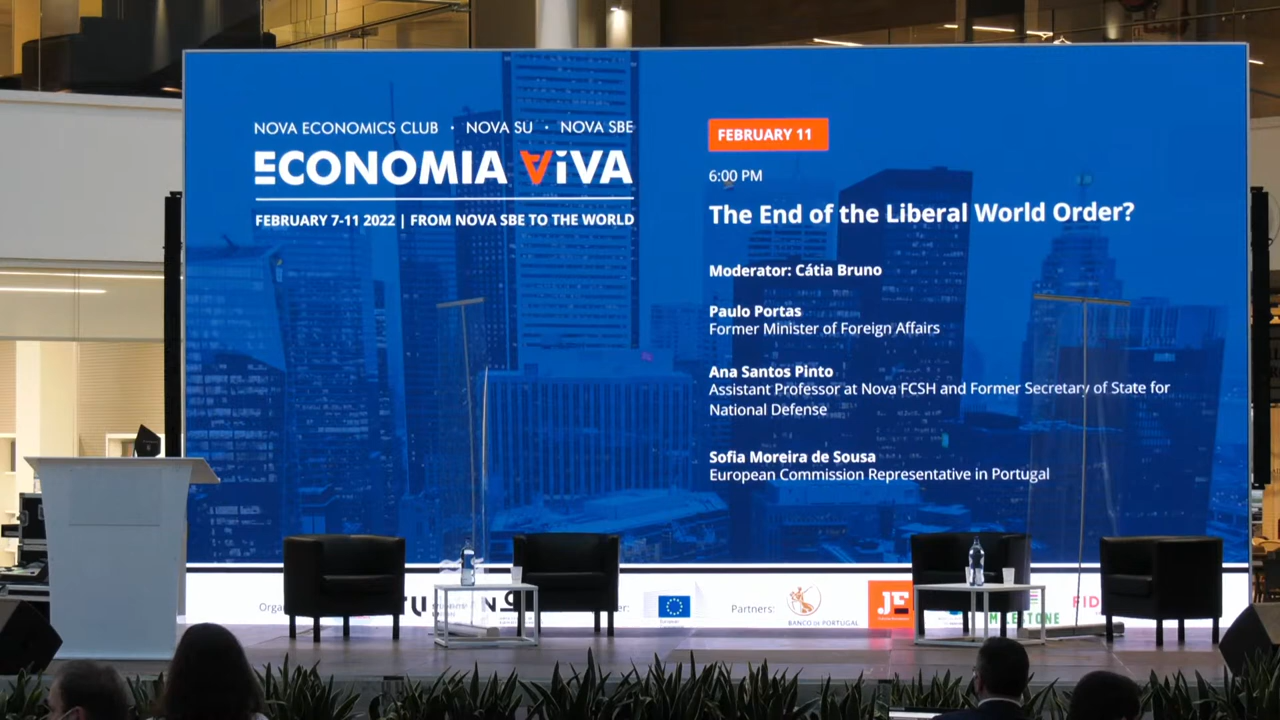 NOVA ECONOMICS CLUB · NOVA SU · NOVA SBE
ECONOMIA VIVA
FEBRUARY 7-11 2022 | FROM NOVA SBE TO THE WORLD
FEBRUARY 11
6:00 PM
The End of the Liberal World Order?
Moderator: Cátia Bruno
Paulo Portas
Former Minister of Foreign Affairs
Ana Santos Pinto
Assistant Professor at Nova FCSH and Former Secretary of State for
National Defense
Sofia Moreira de Sousa
European Commission Representative in Portugal
Partners:
BANCO DE PORTUGAL
JE